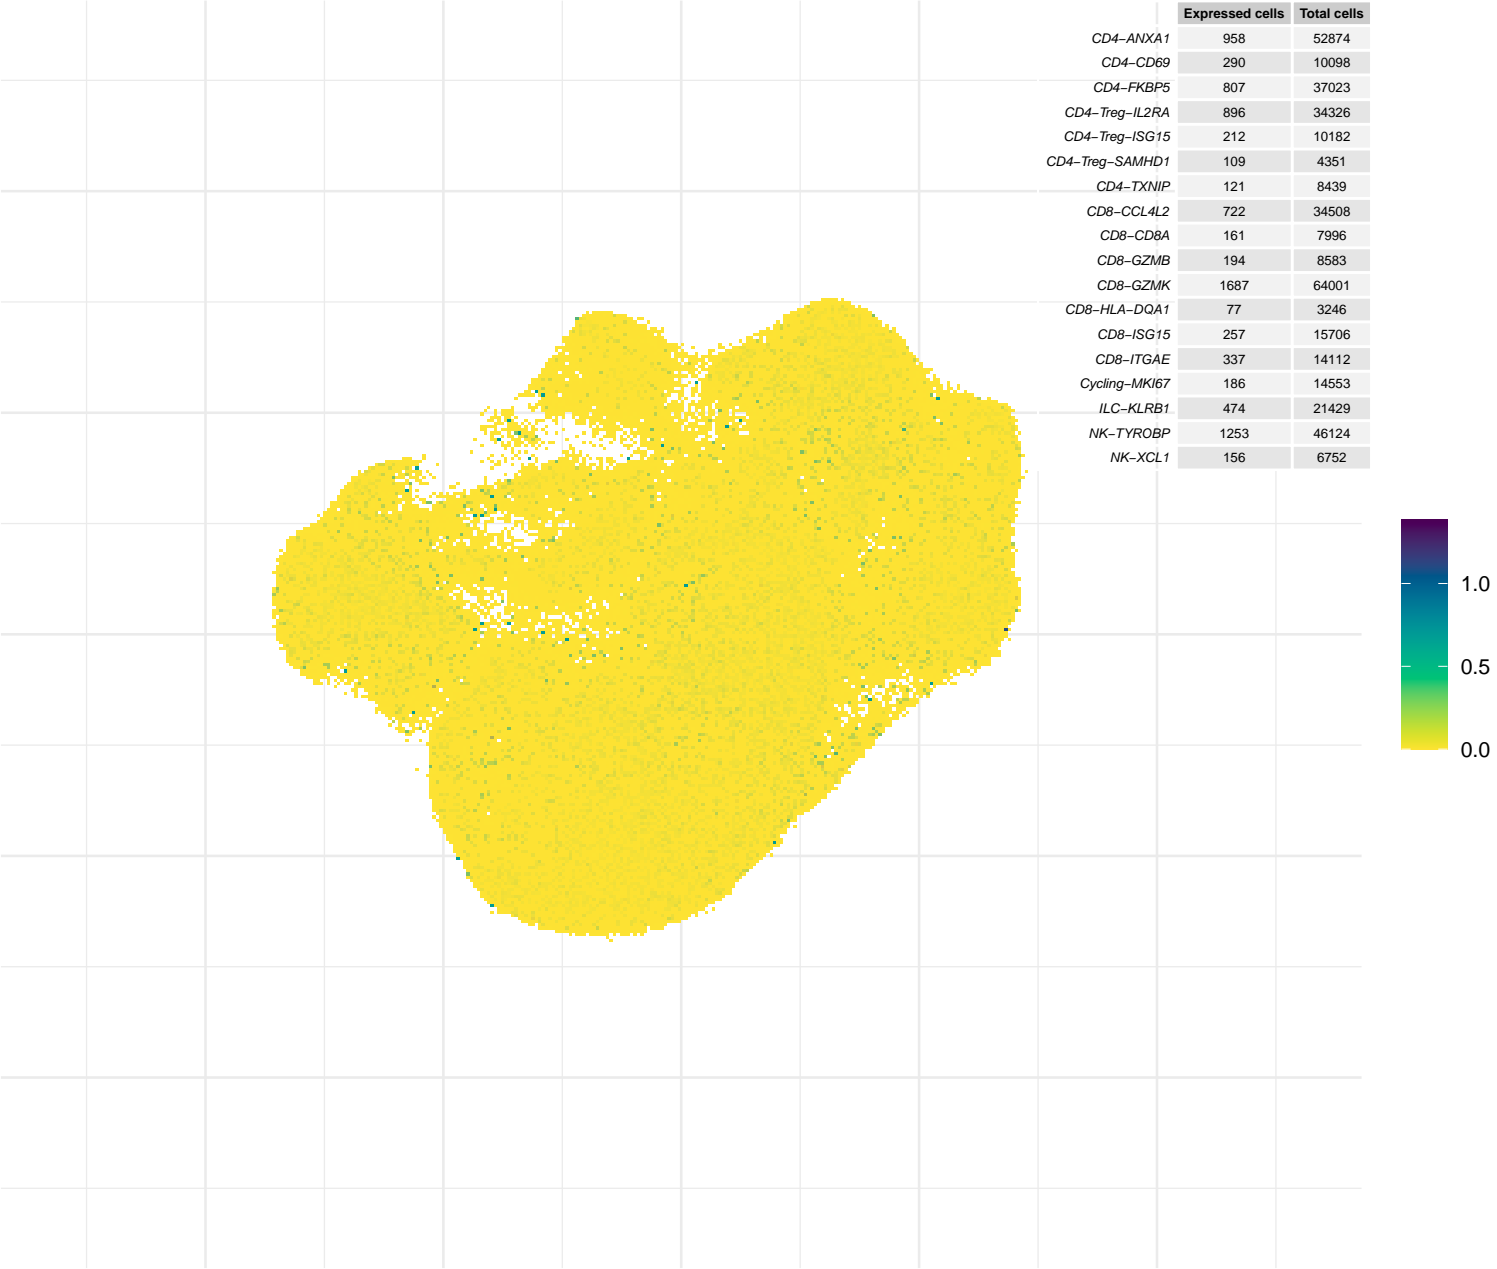 Expressed cells Total cells
CD4−ANXA1 958 52874
CD4−CD69 290 10098
CD4−FKBP5 807 37023
CD4−Treg−IL2RA 896 34326
CD4−Treg−ISG15 212 10182
CD4−Treg−SAMHD1 109 4351
CD4−TXNIP 121 8439
CD8−CCL4L2 722 34508
CD8−CD8A 161 7996
CD8−GZMB 194 8583
CD8−GZMK 1687 64001
CD8−HLA−DQA1 77 3246
CD8−ISG15 257 15706
CD8−ITGAE 337 14112
Cycling−MKI67 186 14553
ILC−KLRB1 474 21429
NK−TYROBP 1253 46124
NK−XCL1 156 6752
1.0
0.5
0.0